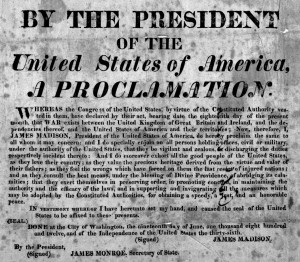 BY THE PRESIDENT
OF THE
United States of America,
A PROCLAMATION:
WHEREAS the Congress of the United States, by virtue of the Constituted Authority vested
in them, have declared by their act, bearing date the eighteenth day of the present
month, that WAR exists between the United Kingdom of Great Britain and Ireland, and the de-
pendencies thereof, and the United States of America and their territories; Now, therefore, I,
JAMES MADISON, President of the United States of America, do hereby proclaim the same to
all whom it may concern: and I do specially enjoin on all persons holding offices, civil or military,
under the authority of the United States, that they be vigilant and zealous, in discharging the duties
respectively incident thereto: And I do moreover exhort all the good people of the United States,
as they love their country; as they value the precious heritage derived from the virtue and valor of
their fathers; as they feel the wrongs which have forced on them the last resort of injured nations;
and as they consult the best means, under the blessing of Divine Providence, of abridging its calami-
ties; that they exert themselves in preserving order, in promoting concord, in maintaining the
authority and the efficacy of the laws, and in supporting and invigorating all the measures which
may be adopted by the Constituted Authorities, for obtaining a speedy, a just, and an honorable
peace.
IN TESTIMONY WHEREOF I have hereunto set my hand, and caused the seal of the United
States to be affixed to these presents.
(SEAL)
DONE at the City of Washington, the nineteenth day of June, one thousand eight hundred
and twelve, and of the Independence of the United States the thirty-sixth.
(Signed) JAMES MADISON.
By the President,
(Signed) JAMES MONROE, Secretary of State.